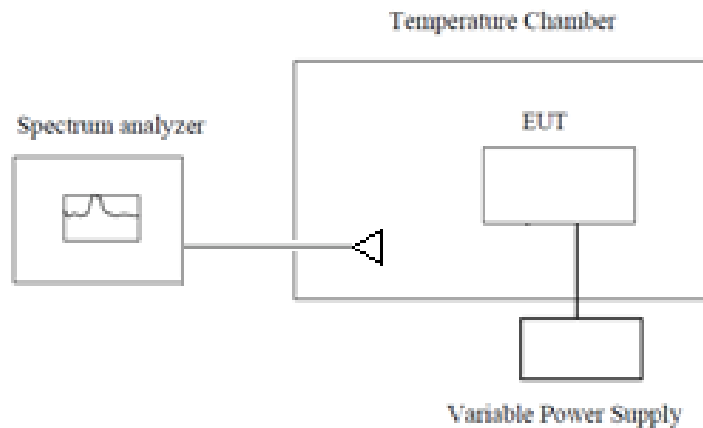 Temperature Chamber
Spectrum analyzer
EUT
Variable Power Supply